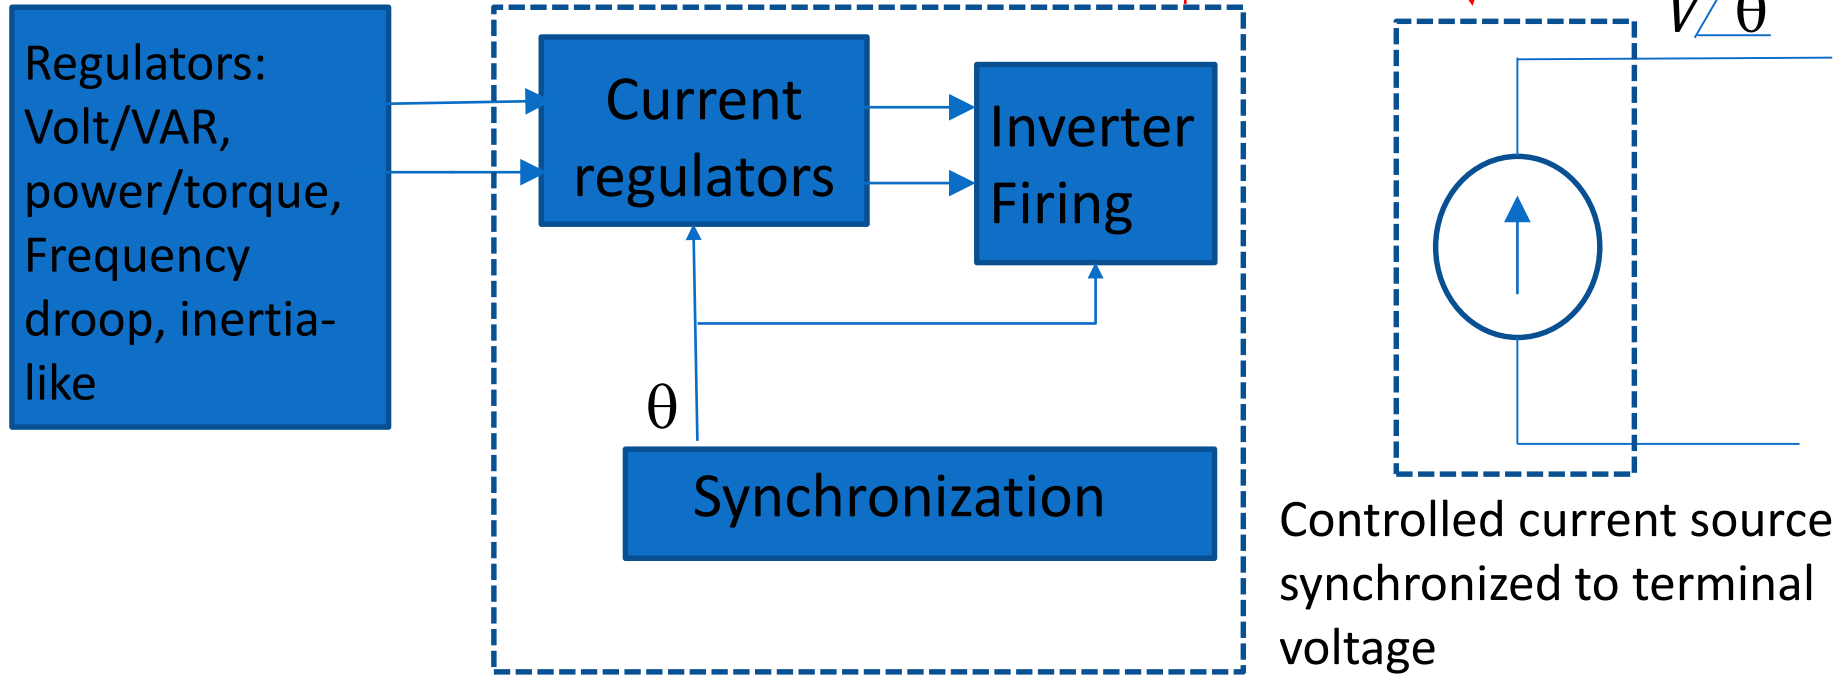 Regulators:
Volt/VAR,
power/torque,
Frequency
droop, inertia-
like
Current
regulators
Inverter
Firing
θ
Synchronization
V θ
Controlled current source
synchronized to terminal
voltage